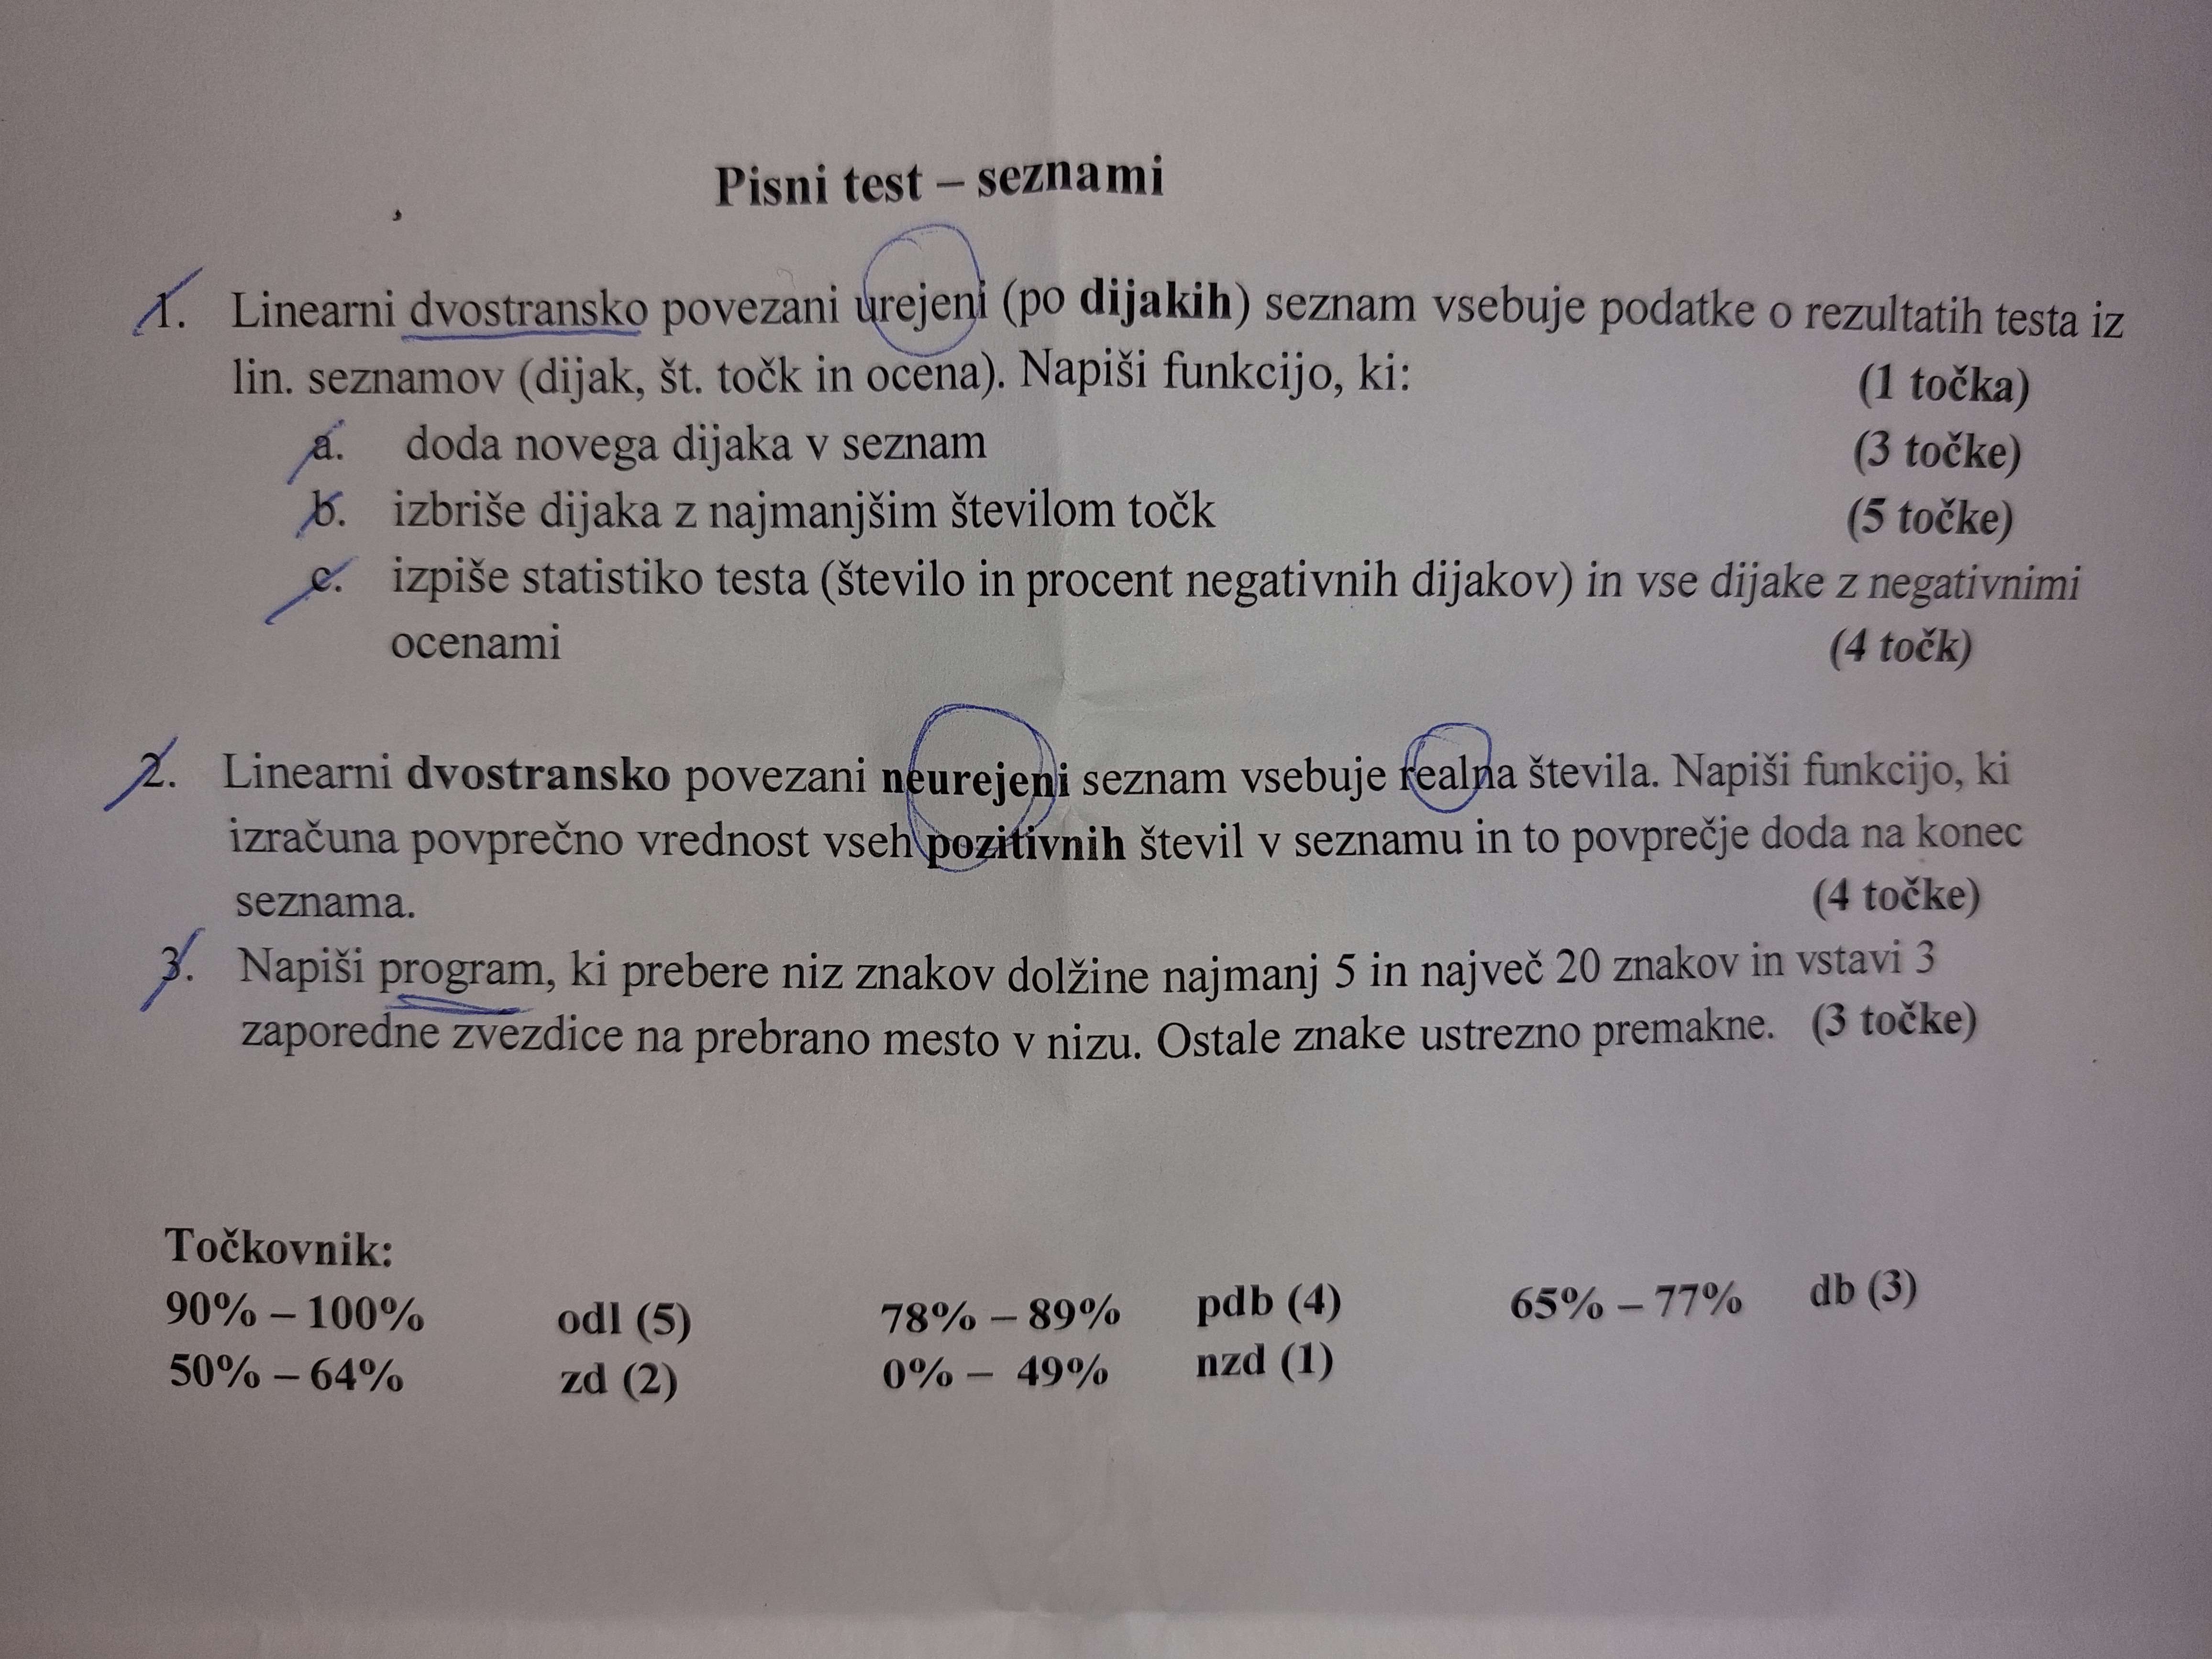 Pisni test – seznami
1. Linearni dvostransko povezani urejeni (po dijakih) seznam vsebuje podatke o rezultatih testa iz
lin. seznamov (dijak, št. točk in ocena). Napiši funkcijo, ki: (1 točka)
a. doda novega dijaka v seznam (3 točke)
b. izbriše dijaka z najmanjšim številom točk (5 točke)
c. izpiše statistiko testa (število in procent negativnih dijakov) in vse dijake z negativnimi
ocenami (4 točk)
2. Linearni dvostransko povezani neurejeni seznam vsebuje realna števila. Napiši funkcijo, ki
izračuna povprečno vrednost vseh pozitivnih števil v seznamu in to povprečje doda na konec
seznama. (4 točke)
3. Napiši program, ki prebere niz znakov dolžine najmanj 5 in največ 20 znakov in vstavi 3
zaporedne zvezdice na prebrano mesto v nizu. Ostale znake ustrezno premakne. (3 točke)
Točkovnik:
90% – 100% odl (5) 78% – 89% pdb (4) 65% – 77% db (3)
50% – 64% zd (2) 0% – 49% nzd (1)